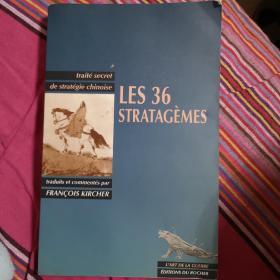 traité secret
de stratégie chinoise
LES 36
STRATAGÈMES
traduits et commentés par
FRANÇOIS KIRCHER
L'ART DE LA GUERRE
ÉDITIONS DU ROCHER